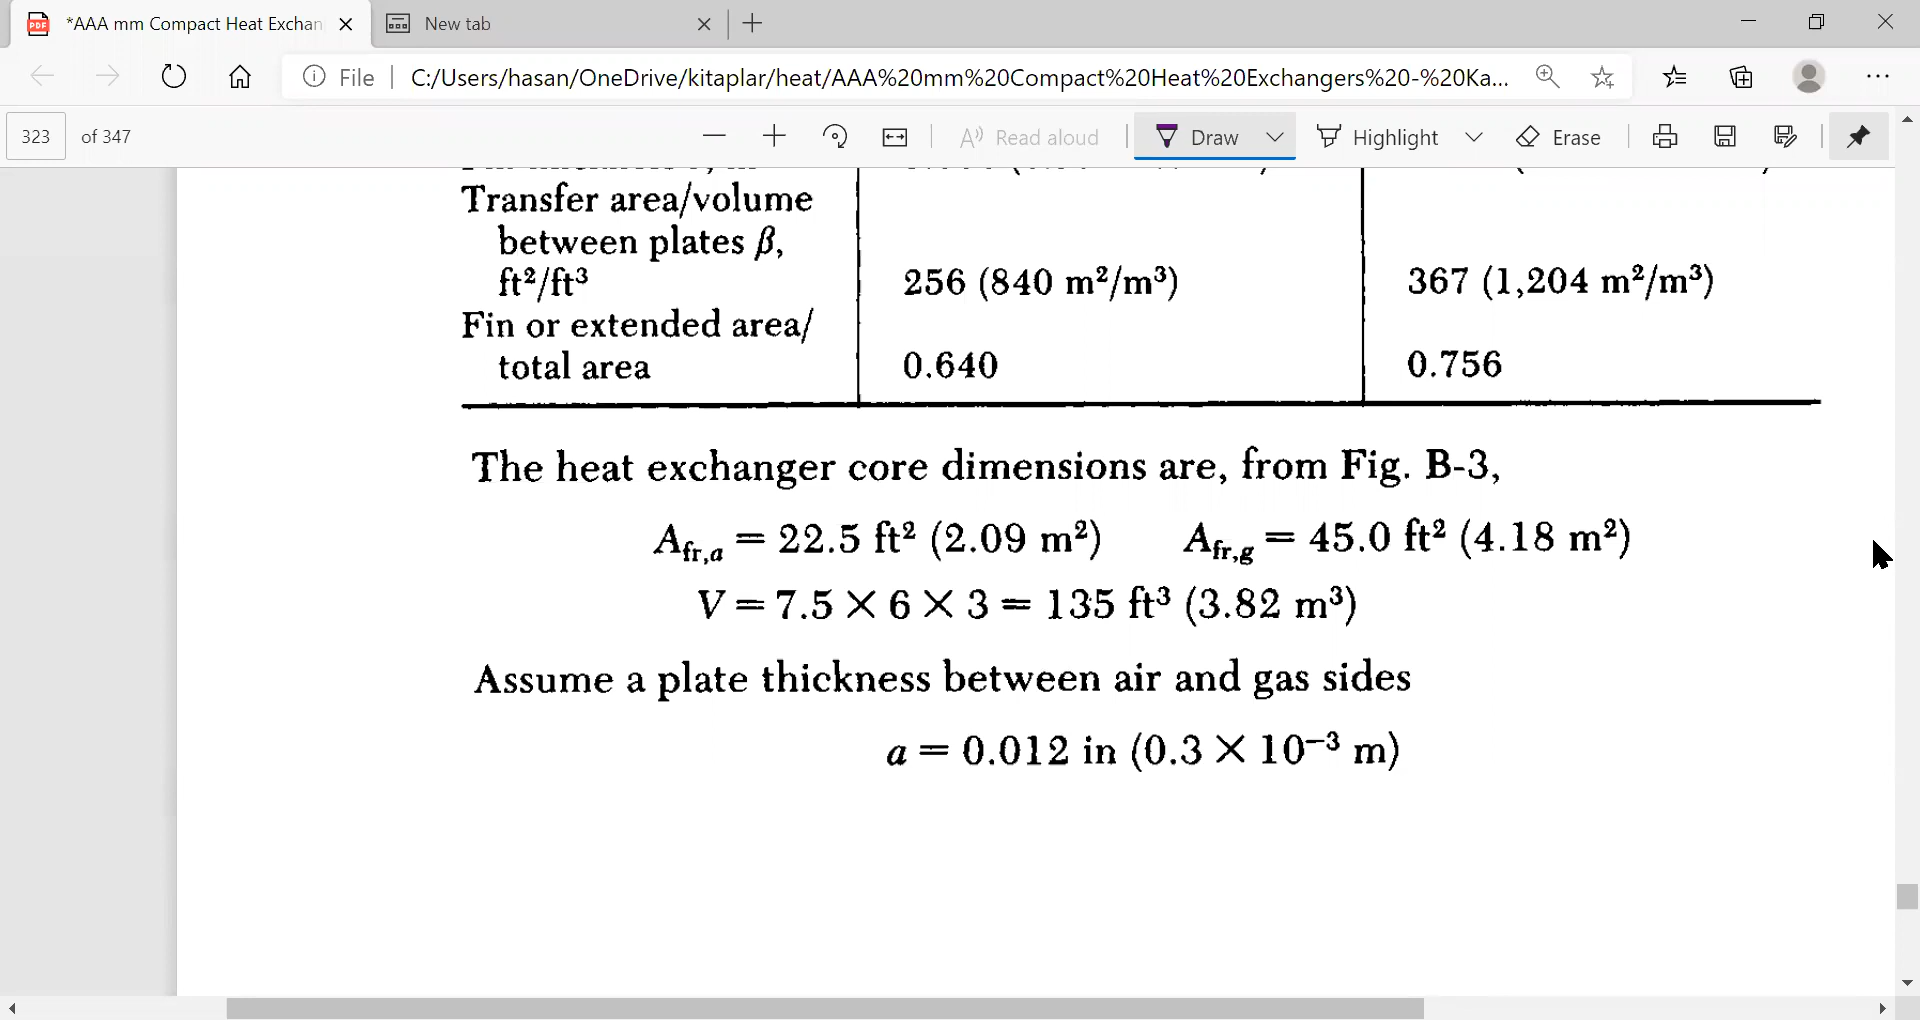 *AAA mm Compact Heat Exchan
New tab
File
C:/Users/hasan/OneDrive/kitaplar/heat/AAA%20mm%20Compact%20Heat%20Exchangers%20-%20Ka...
323 of 347
Read aloud
Draw
Highlight
Erase
Transfer area/volume
between plates β,
ft²/ft³ 256 (840 m²/m³) 367 (1,204 m²/m³)
Fin or extended area/
total area 0.640 0.756
The heat exchanger core dimensions are, from Fig. B-3,
A_fr,a = 22.5 ft² (2.09 m²) A_fr,g = 45.0 ft² (4.18 m²)
V = 7.5 × 6 × 3 = 135 ft³ (3.82 m³)
Assume a plate thickness between air and gas sides
a = 0.012 in (0.3 × 10⁻³ m)